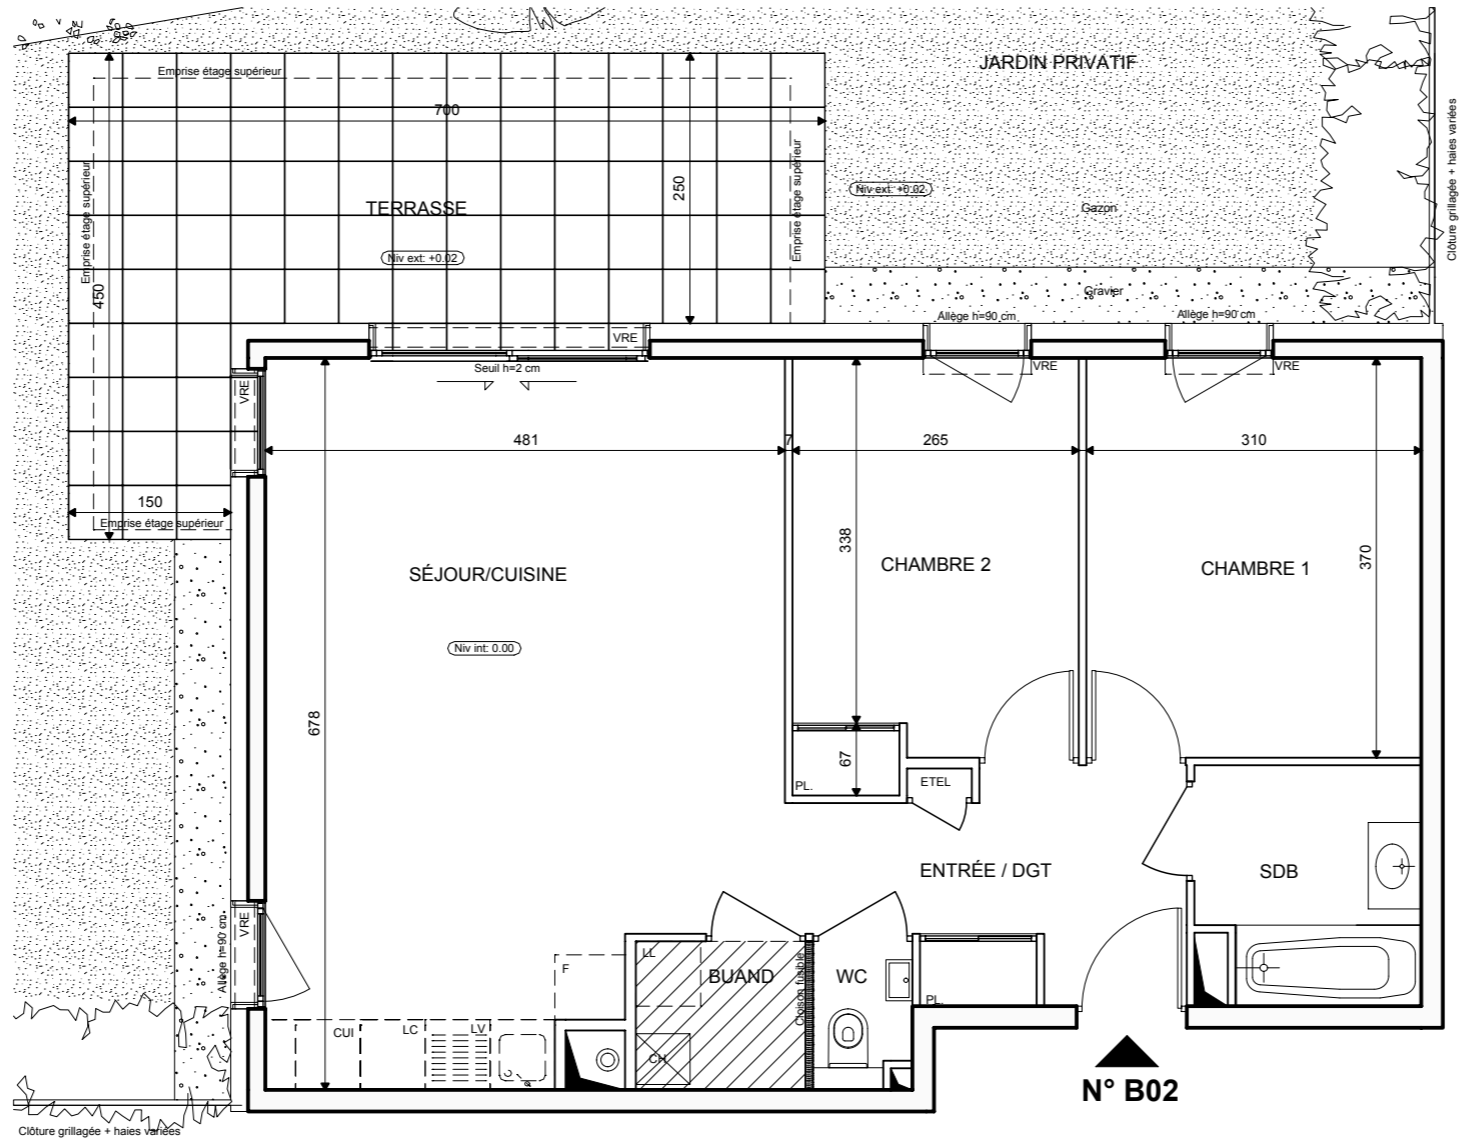 JARDIN PRIVATIF
Emprise étage supérieur
700
Clôture grillagée + haies variées
Emprise étage supérieur
Emprise étage supérieur
250
Niv ext: +0.02
TERRASSE
Gazon
Niv ext: +0.02
450
Gravier
Allège h=90 cm
Allège h=90 cm
VRE
Seuil h=2 cm
VRE
VRE
VRE
481
7
265
310
150
Emprise étage supérieur
338
370
SÉJOUR/CUISINE
CHAMBRE 2
CHAMBRE 1
Niv int: 0.00
678
67
PL.
ETEL
ENTRÉE / DGT
SDB
VRE
Allège h=90 cm
LL
F
BUAND
Cloison fusible
WC
PL.
CUI
LC
LV
CH
N° B02
Clôture grillagée + haies variées